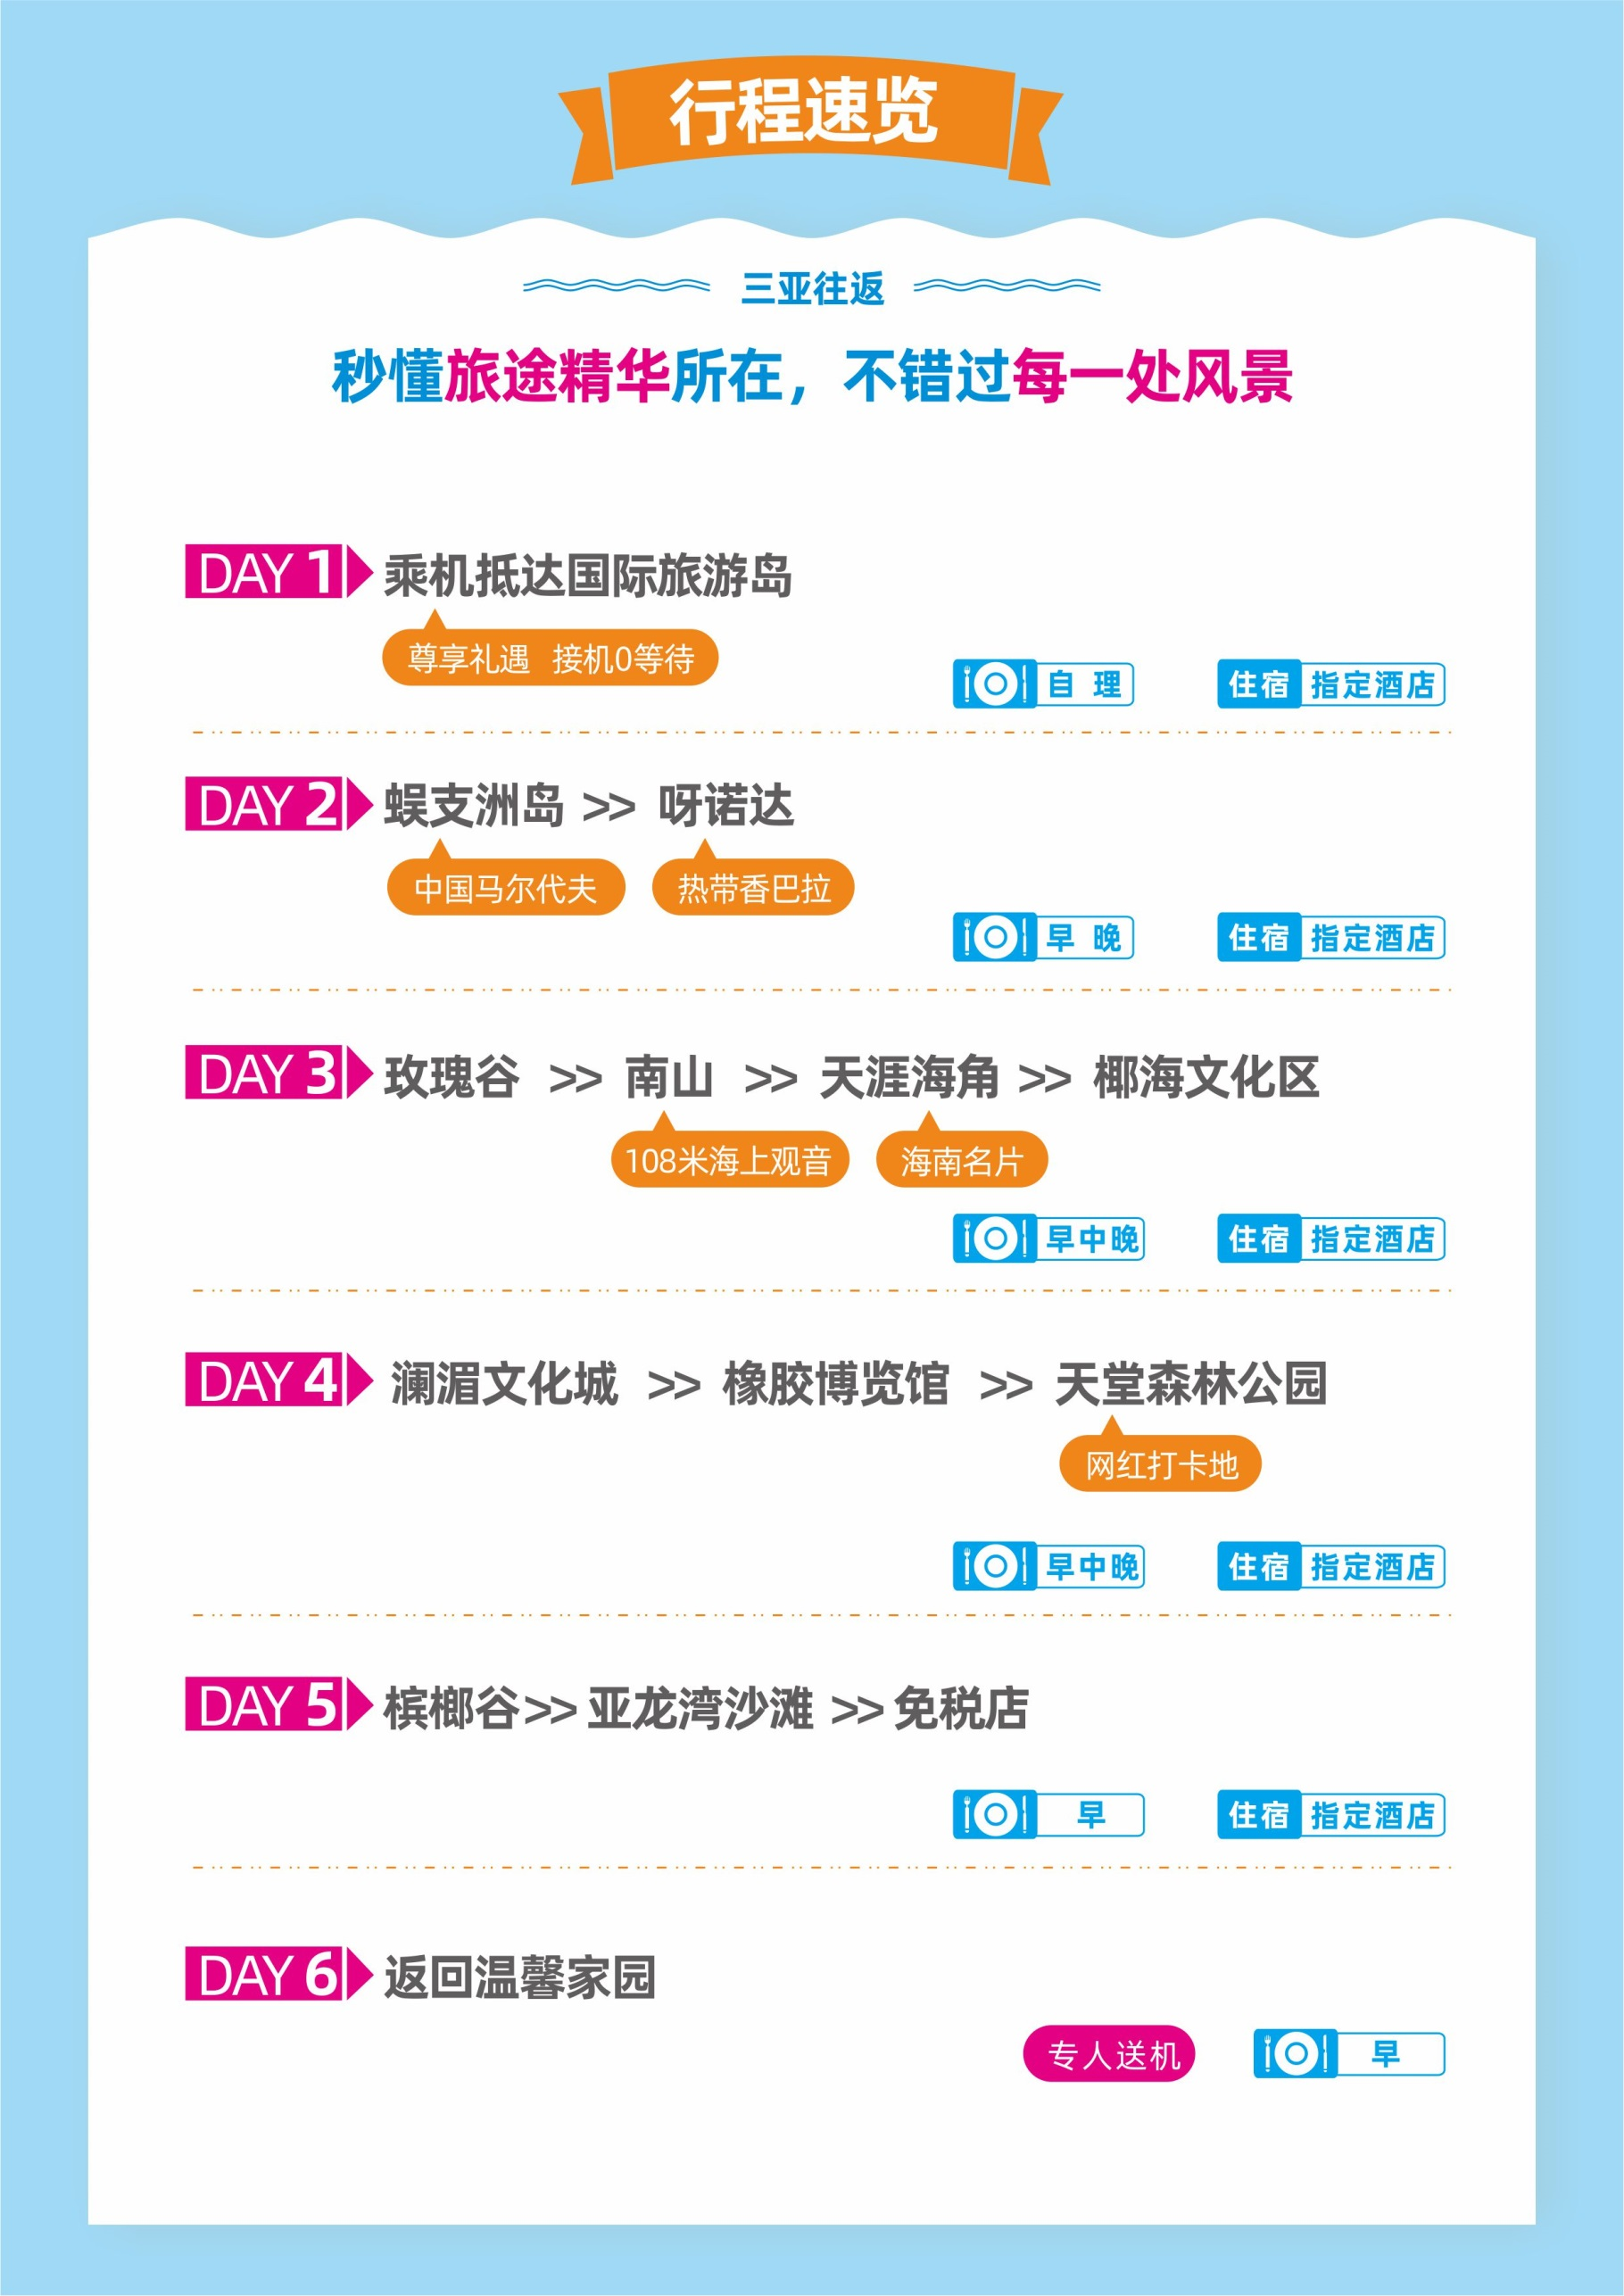 行程速览
三亚往返
秒懂旅途精华所在，不错过每一处风景
DAY 1 乘机抵达国际旅游岛
尊享礼遇 接机0等待
自 理 住宿 指定酒店
DAY 2 蜈支洲岛 >> 呀诺达
中国马尔代夫 热带香巴拉
早 晚 住宿 指定酒店
DAY 3 玫瑰谷 >> 南山 >> 天涯海角 >> 椰海文化区
108米海上观音 海南名片
早中晚 住宿 指定酒店
DAY 4 澜湄文化城 >> 橡胶博览馆 >> 天堂森林公园
网红打卡地
早中晚 住宿 指定酒店
DAY 5 槟榔谷>>亚龙湾沙滩 >>免税店
早 住宿 指定酒店
DAY 6 返回温馨家园
专人送机 早